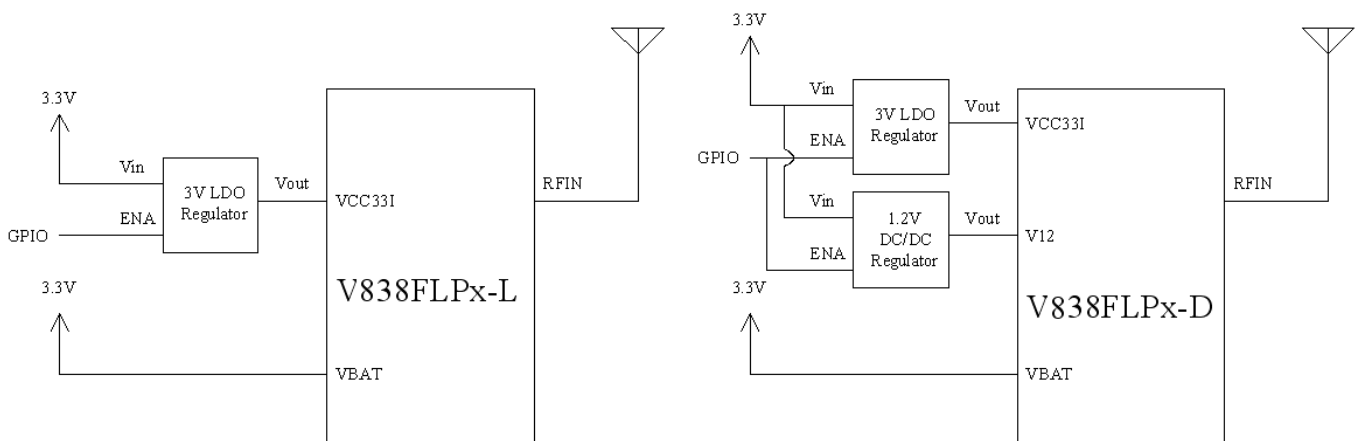 3.3V
Vin
3V LDO
Regulator
Vout
VCC33I
ENA
GPIO
RFIN
3.3V
V838FLPx-L
VBAT
3.3V
Vin
3V LDO
Regulator
Vout
VCC33I
ENA
GPIO
RFIN
Vin
1.2V
DC/DC
Regulator
Vout
V12
ENA
3.3V
V838FLPx-D
VBAT